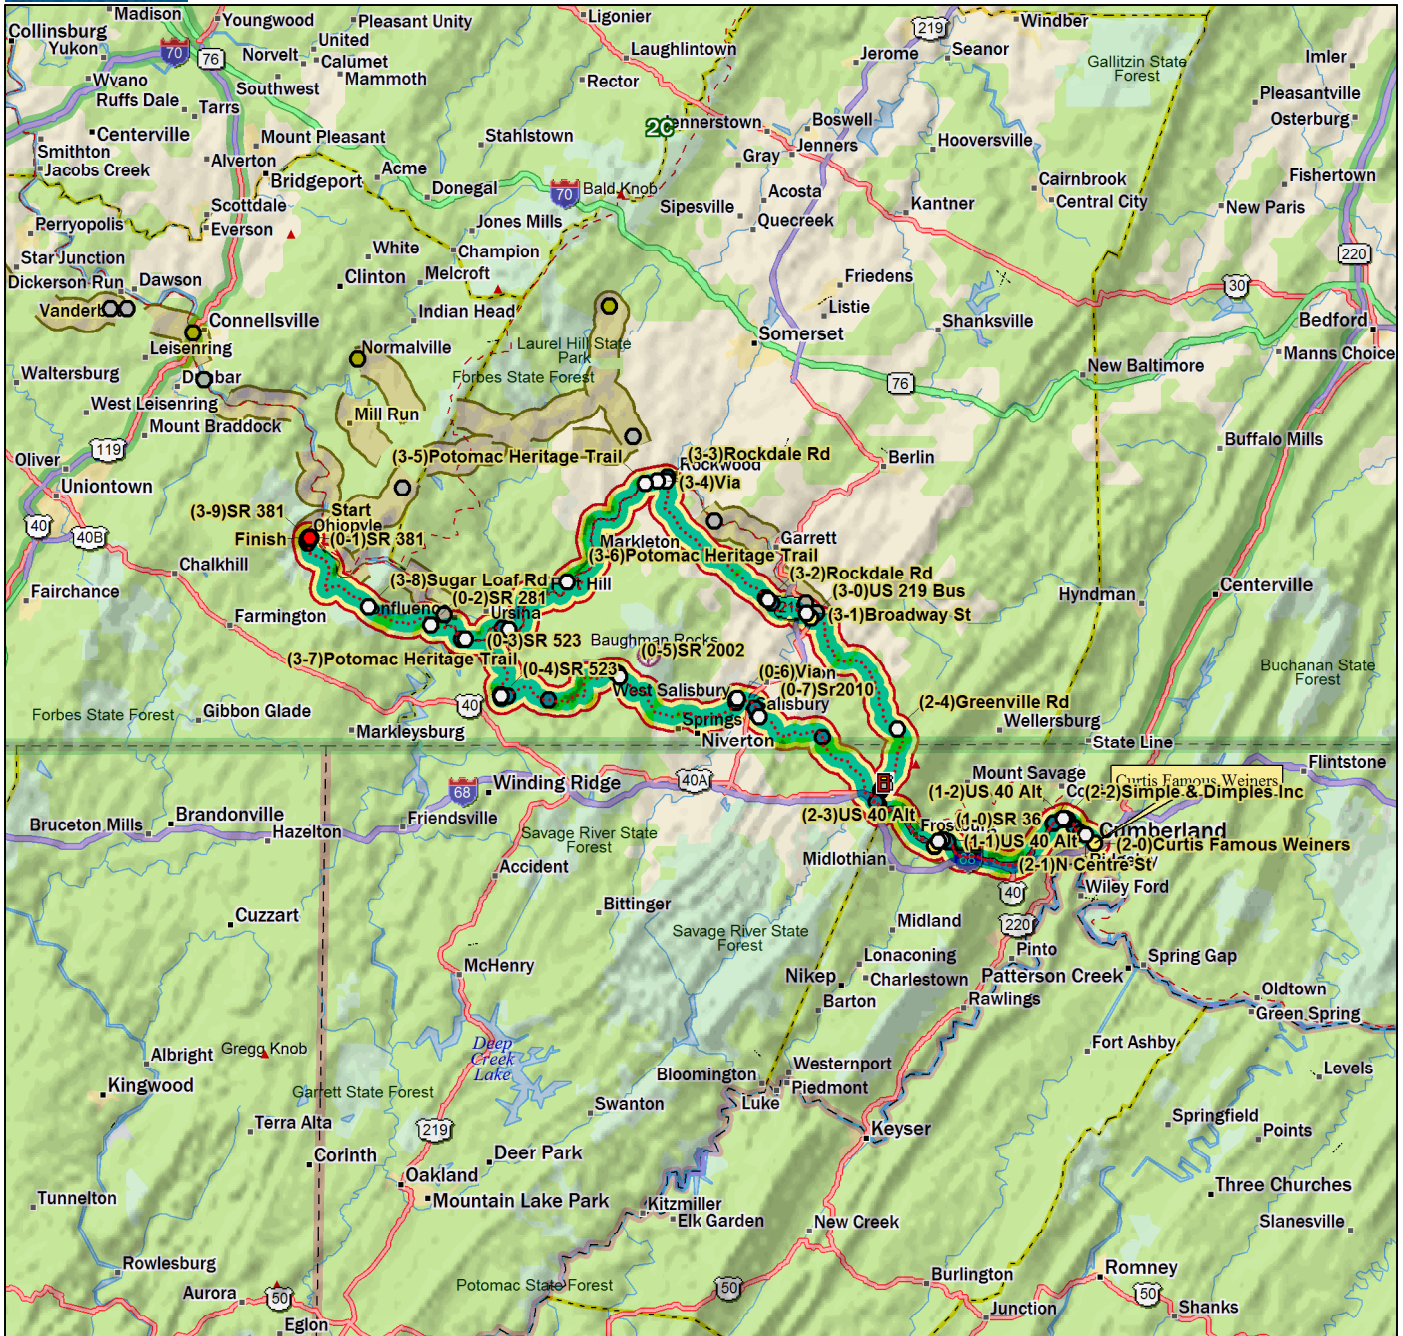 Madison
Youngwood
Pleasant Unity
Ligonier
Windber
Collinsburg
Yukon
70
76
Norvelt
United
Calumet
Laughlintown
219
Seanor
Jerome
Gallitzin State
Forest
Imler
Wyano
Mammoth
Rector
Ruffs Dale
Southwest
Tarrs
Pleasantville
Osterburg
Centerville
Mount Pleasant
Stahlstown
2C
Jennerstown
Boswell
Jenners
Hooversville
Smithton
Jacobs Creek
Alverton
Bridgeport
Acme
Donegal
70
Bald Knob
Gray
Acosta
Cairnbrook
Central City
Fishertown
Scottdale
Everson
Jones Mills
Sipesville
Quecreek
Kantner
New Paris
Perryopolis
White
Champion
220
Star Junction
Clinton
Melcroft
Friedens
30
Dickerson Run
Dawson
Indian Head
Listie
Connellsville
Somerset
Shanksville
Bedford
Leisenring
Normalville
Laurel Hill State
Park
Manns Choice
Waltersburg
Forbes State Forest
76
New Baltimore
West Leisenring
Mill Run
Mount Braddock
119
Buffalo Mills
Oliver
(3-5)Potomac Heritage Trail
(3-3)Rockdale Rd
Rockwood
Berlin
Uniontown
(3-4)Via
(3-9)SR 381
Start
Ohiopyle
40
40B
Finish
(0-1)SR 381
Markleton
Garrett
(3-6)Potomac Heritage Trail
Chalkhill
(3-8)Sugar Loaf Rd
(3-2)Rockdale Rd
Fairchance
(0-2)SR 281
(3-0)US 219 Bus
Hyndman
Centerville
Farmington
Ursina
(3-1)Broadway St
(0-3)SR 523
Baughman Rocks
(0-5)SR 2002
(3-7)Potomac Heritage Trail
(0-4)SR 523
(0-6)Via
Buchanan State
Forest
West Salisbury
(0-7)Sr2010
Salisbury
(2-4)Greenville Rd
Forbes State Forest
Gibbon Glade
40
Springs
Wellersburg
Markleysburg
Niverton
State Line
Flintstone
68
Winding Ridge
40A
Mount Savage
Curtis Famous Weiners
(1-2)US 40 Alt
(2-2)Simple & Dimples Inc
Brandonville
Friendsville
(2-3)US 40 Alt
(1-0)SR 36
Cumberland
Bruceton Mills
Hazelton
Savage River State
Forest
(1-1)US 40 Alt
(2-0)Curtis Famous Weiners
Accident
Midlothian
68
(2-1)N Centre St
40
Wiley Ford
Cuzzart
Bittinger
Midland
220
Savage River State
Forest
Pinto
Lonaconing
Spring Gap
McHenry
Nikep
Charlestown
Patterson Creek
Barton
Rawlings
Oldtown
Green Spring
Albright
Gregg Knob
Deep
Creek
Lake
Fort Ashby
Kingwood
Garrett State Forest
Bloomington
Westernport
Piedmont
Levels
Luke
Swanton
Springfield
Terra Alta
219
Keyser
Points
Corinth
Deer Park
Oakland
Three Churches
Tunnelton
Mountain Lake Park
Kitzmiller
Elk Garden
New Creek
Slanesville
Rowlesburg
Potomac State Forest
50
Burlington
Romney
Aurora
50
50
Junction
Shanks
Eglon